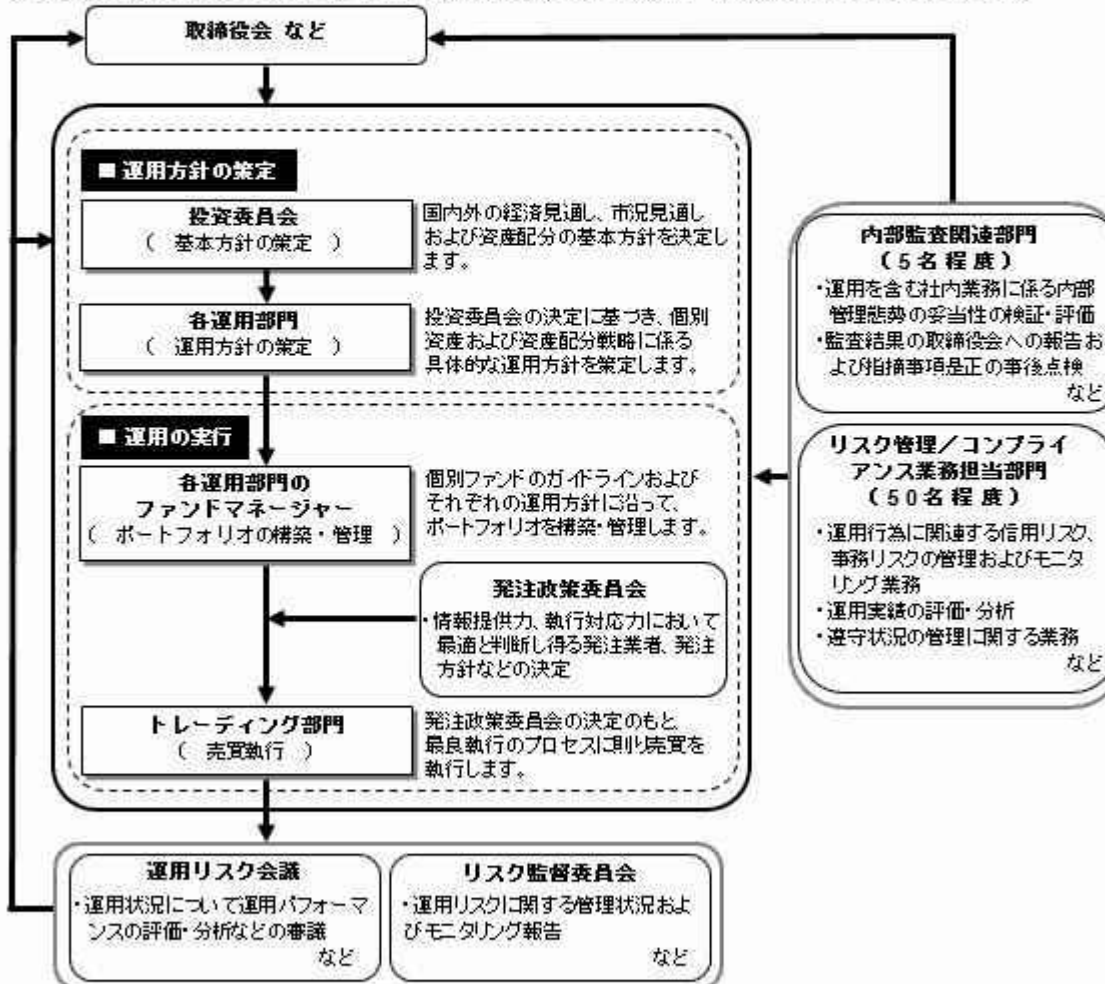 取締役会 など
■ 運用方針の策定
投資委員会
( 基本方針の策定 )
国内外の経済見通し、市況見通し
および資産配分の基本方針を決定し
ます。
各運用部門
( 運用方針の策定 )
投資委員会の決定に基づき、個別
資産および資産配分戦略に係る
具体的な運用方針を策定します。
■ 運用の実行
各運用部門の
ファンドマネージャー
( ポートフォリオの構築・管理 )
個別ファンドのガイドラインおよび
それぞれの運用方針に沿って、
ポートフォリオを構築・管理します。
発注政策委員会
・情報提供力、執行対応力において
最適と判断し得る発注業者、発注
方針などの決定
トレーディング部門
( 売買執行 )
発注政策委員会の決定のもと
最良執行のプロセスに則り売買を
執行します。
内部監査関連部門
(5名程度)
・運用を含む社内業務に係る内部
管理態勢の妥当性の検証・評価
・監査結果の取締役会への報告お
よび指摘事項是正の事後点検
など
リスク管理/コンプライ
アンス業務担当部門
(50名程度)
・運用行為に関連する信用リスク、
事務リスクの管理およびモニタ
リング業務
・運用実績の評価・分析
・遵守状況の管理に関する業務
など
運用リスク会議
・運用状況について運用パフォーマ
ンスの評価・分析などの審議
など
リスク監督委員会
・運用リスクに関する管理状況およ
びモニタリング報告
など